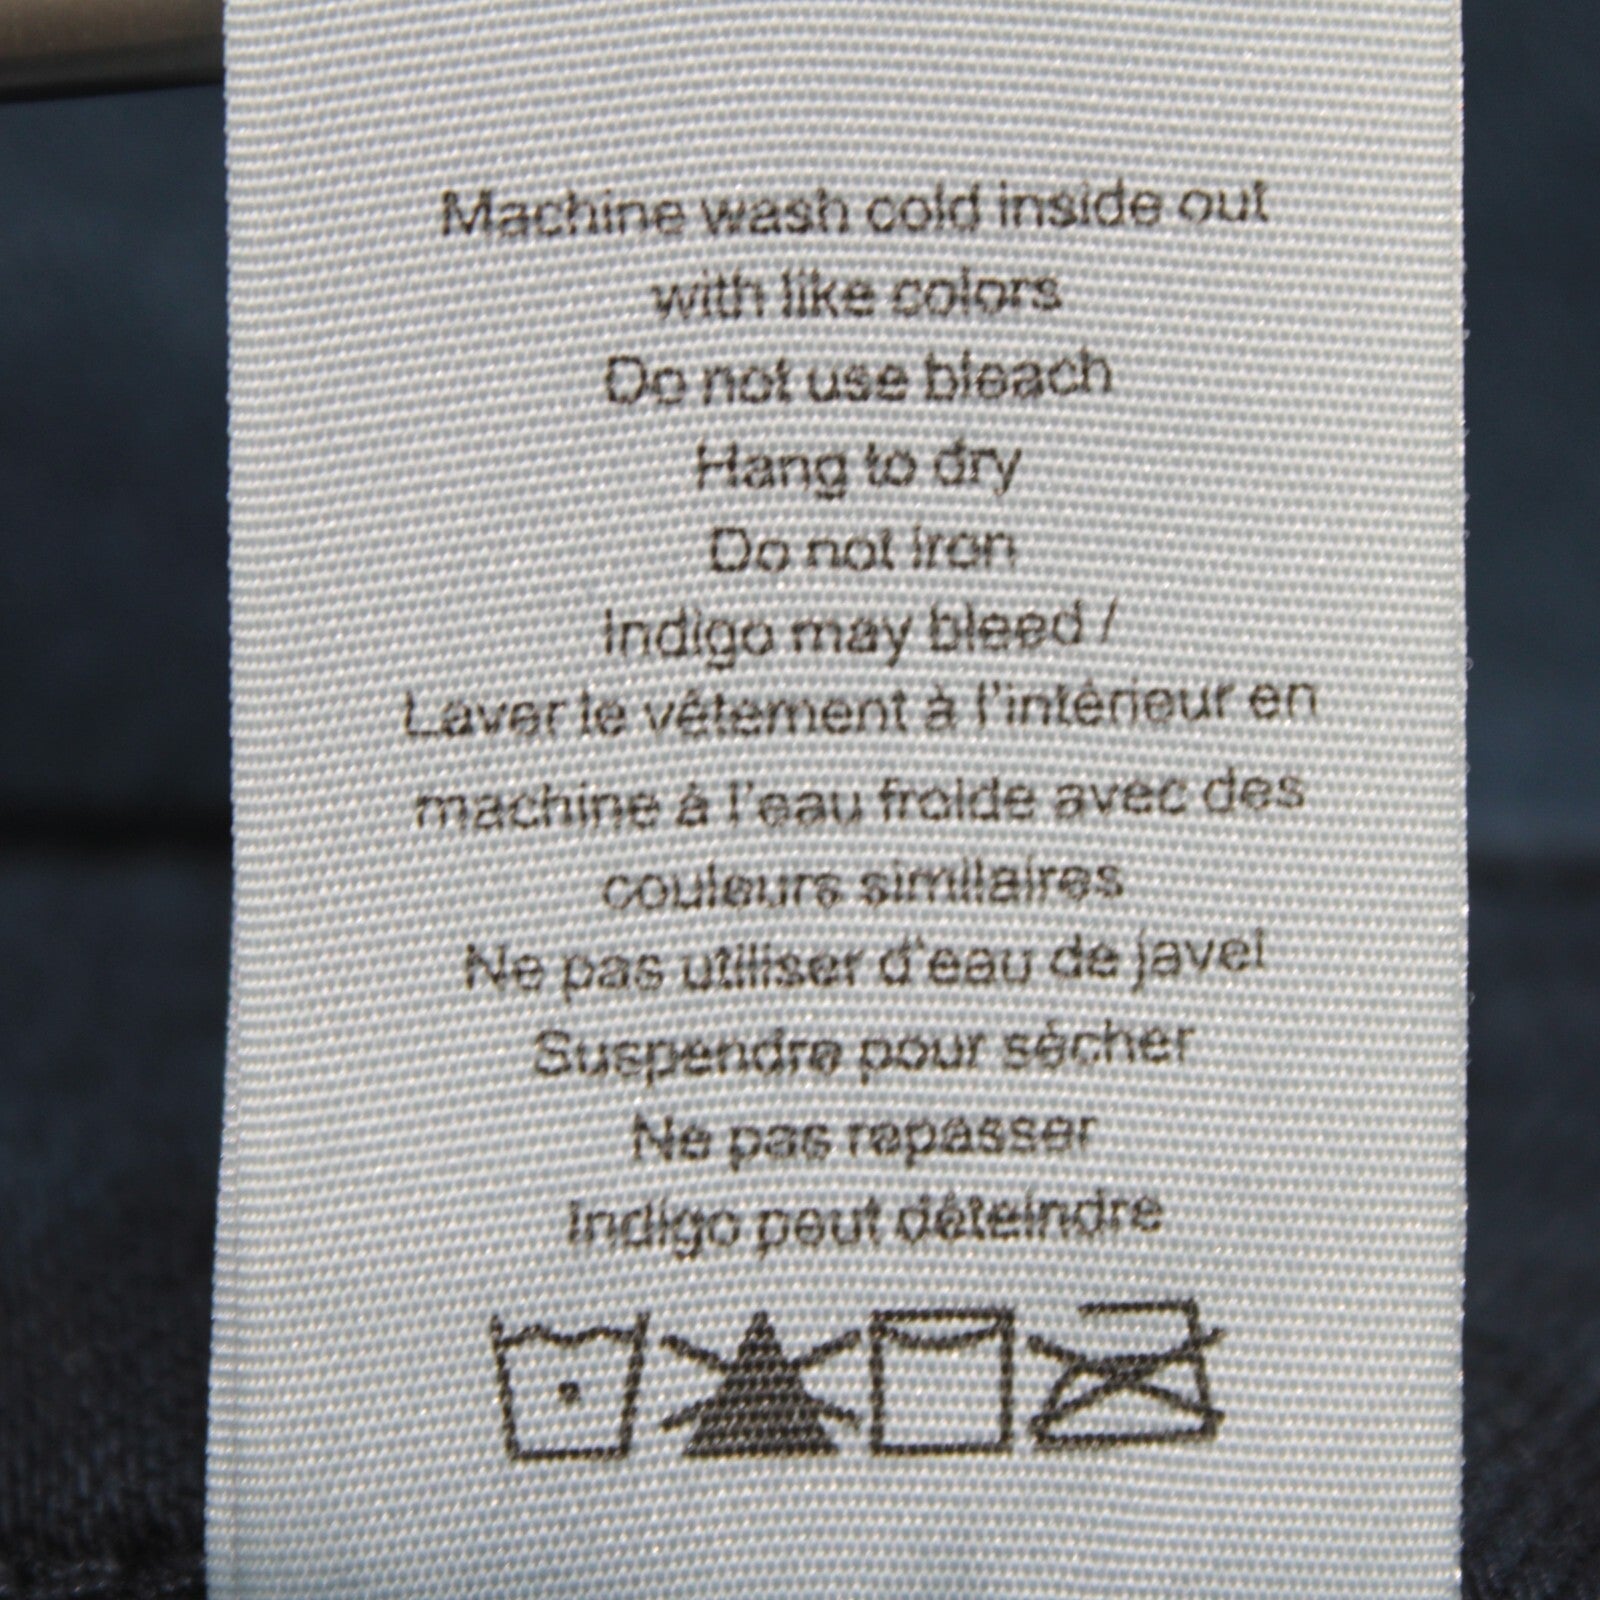 Machine wash cold inside out
with like colors
Do not use bleach
Hang to dry
Do not iron
Indigo may bleed /
Laver le vêtement à l'intérieur en
machine à l'eau froide avec des
couleurs similaires
Ne pas utiliser d'eau de javel
Suspendre pour sécher
Ne pas repasser
Indigo peut déteindre